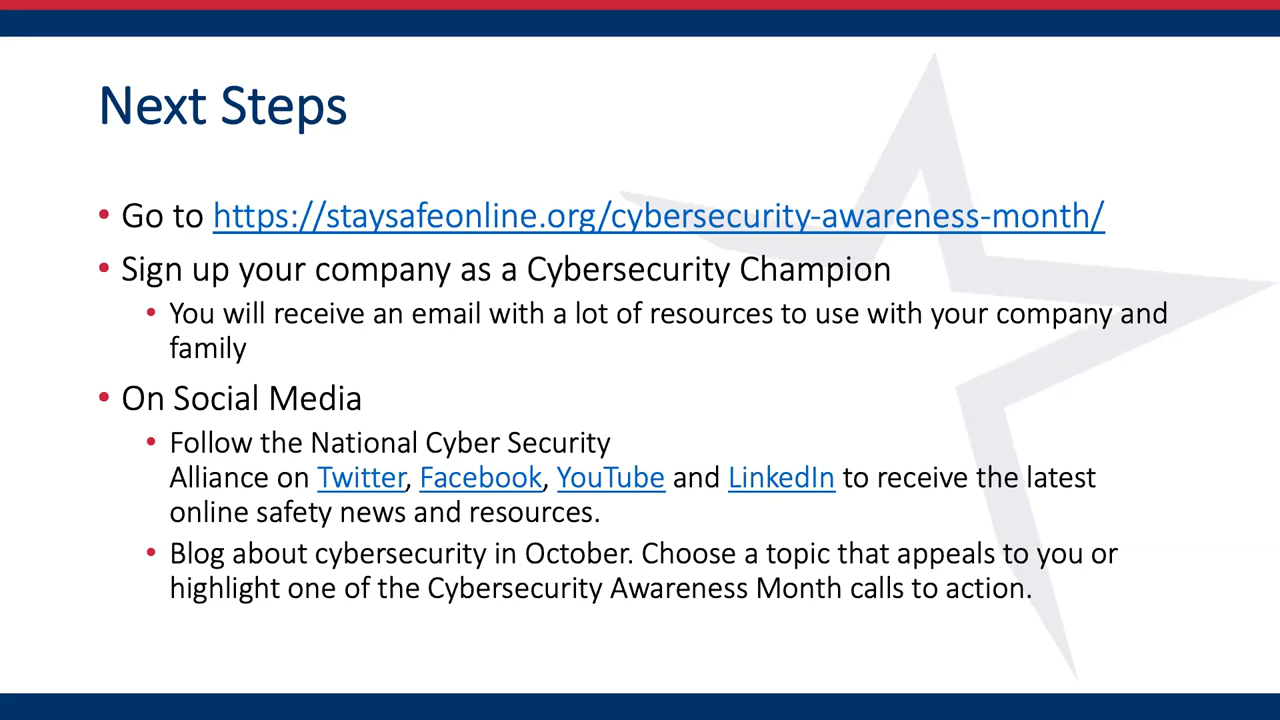 Next Steps
• Go to https://staysafeonline.org/cybersecurity-awareness-month/
• Sign up your company as a Cybersecurity Champion
• You will receive an email with a lot of resources to use with your company and
family
• On Social Media
• Follow the National Cyber Security
Alliance on Twitter, Facebook, YouTube and LinkedIn to receive the latest
online safety news and resources.
• Blog about cybersecurity in October. Choose a topic that appeals to you or
highlight one of the Cybersecurity Awareness Month calls to action.